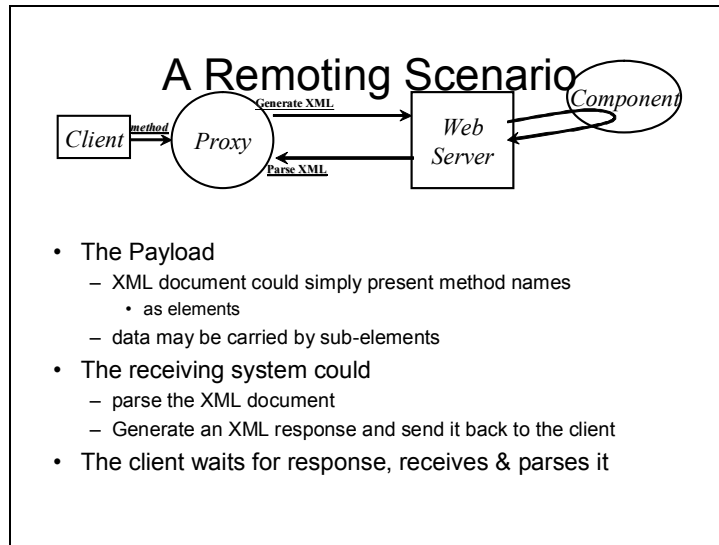 A Remoting Scenario
Generate XML
Component
Client
method
Proxy
Web
Server
Parse XML
• The Payload
– XML document could simply present method names
• as elements
– data may be carried by sub-elements
• The receiving system could
– parse the XML document
– Generate an XML response and send it back to the client
• The client waits for response, receives & parses it